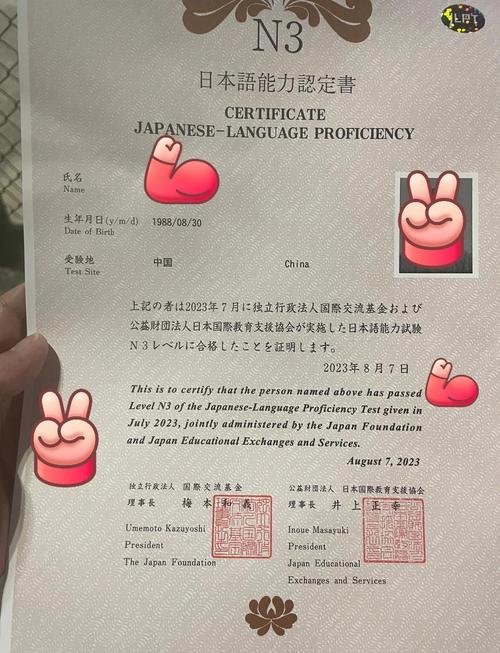 N3
日本語能力認定書
CERTIFICATE
JAPANESE-LANGUAGE PROFICIENCY
氏名
Name
生年月日(y/m/d) 1988/08/30
Date of Birth
受験地 中国 China
Test Site
上記の者は2023年7月に独立行政法人国際交流基金および
公益財団法人日本国際教育支援協会が実施した日本語能力試験
N3レベルに合格したことを証明します。
2023年8月7日
This is to certify that the person named above has passed
Level N3 of the Japanese-Language Proficiency Test given in
July 2023, jointly administered by the Japan Foundation
and Japan Educational Exchanges and Services.
August 7, 2023
独立行政法人 国際交流基金
理事長 梅本和義
Umemoto Kazuyoshi
President
The Japan Foundation
公益財団法人 日本国際教育支援協会
理事長 井上正幸
Inoue Masayuki
President
Japan Educational
Exchanges and Services